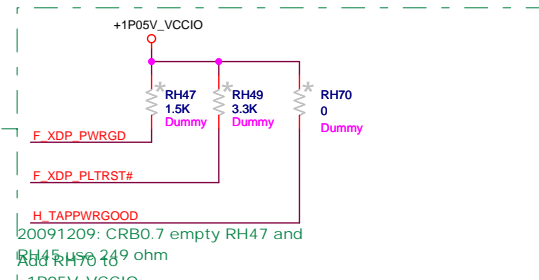 +1P05V_VCCIO
* RH47
1.5K
Dummy
* RH49
3.3K
Dummy
* RH70
0
Dummy
F_XDP_PWRGD
F_XDP_PLTRST#
H_TAPPWRGOOD
20091209: CRB0.7 empty RH47 and
RH45 use 249 ohm
Add RH70 to
+1P05V_VCCIO